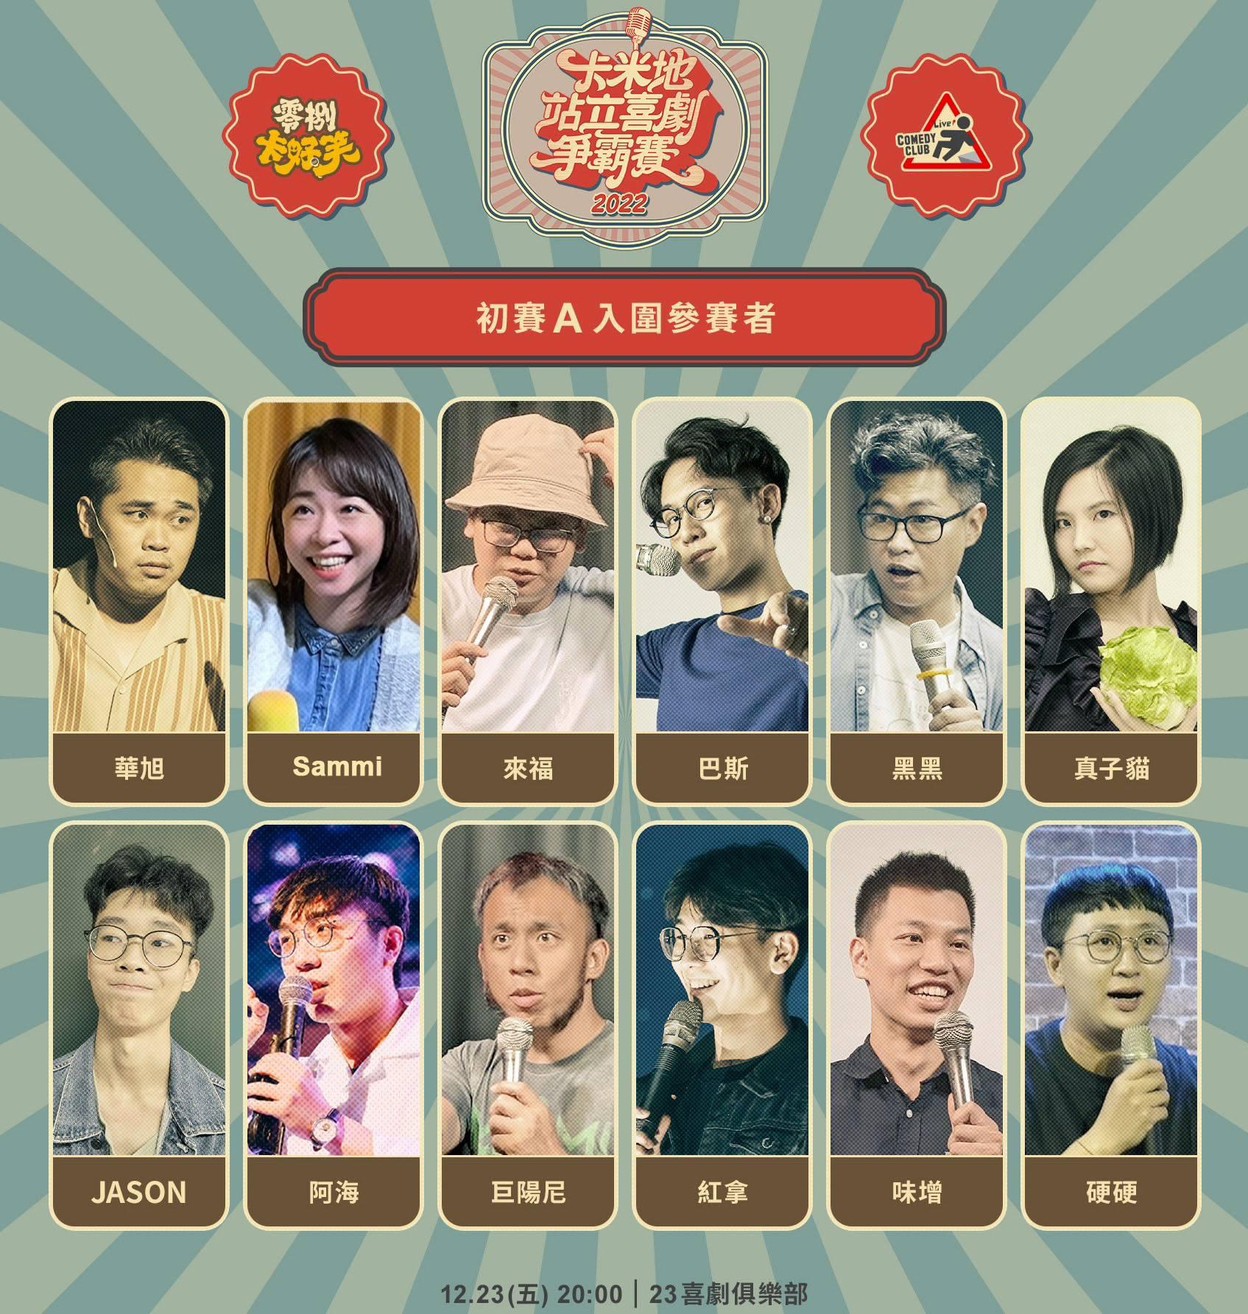 零捌
卡好笑
卡米地
站立喜劇
爭霸賽
2022
Live!
COMEDY
CLUB
初賽A入圍參賽者
華旭
Sammi
來福
巴斯
黑黑
真子貓
JASON
阿海
巨陽尼
紅拿
味增
硬硬
12.23(五) 20:00｜23喜劇俱樂部